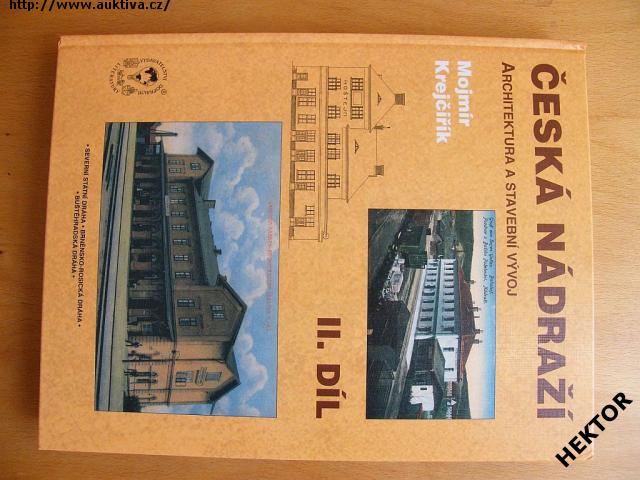 http://www.auktiva.cz/
ČESKÁ NÁDRAŽÍ
ARCHITEKTURA A STAVEBNÍ VÝVOJ
Mojmír
Krejčiřík
HOŠTEJN
II. DÍL
• SEVERNÍ STÁTNÍ DRÁHA • BRNĚNSKO-ROSICKÁ DRÁHA •
• BUŠTĚHRADSKÁ DRÁHA •
HEKTOR